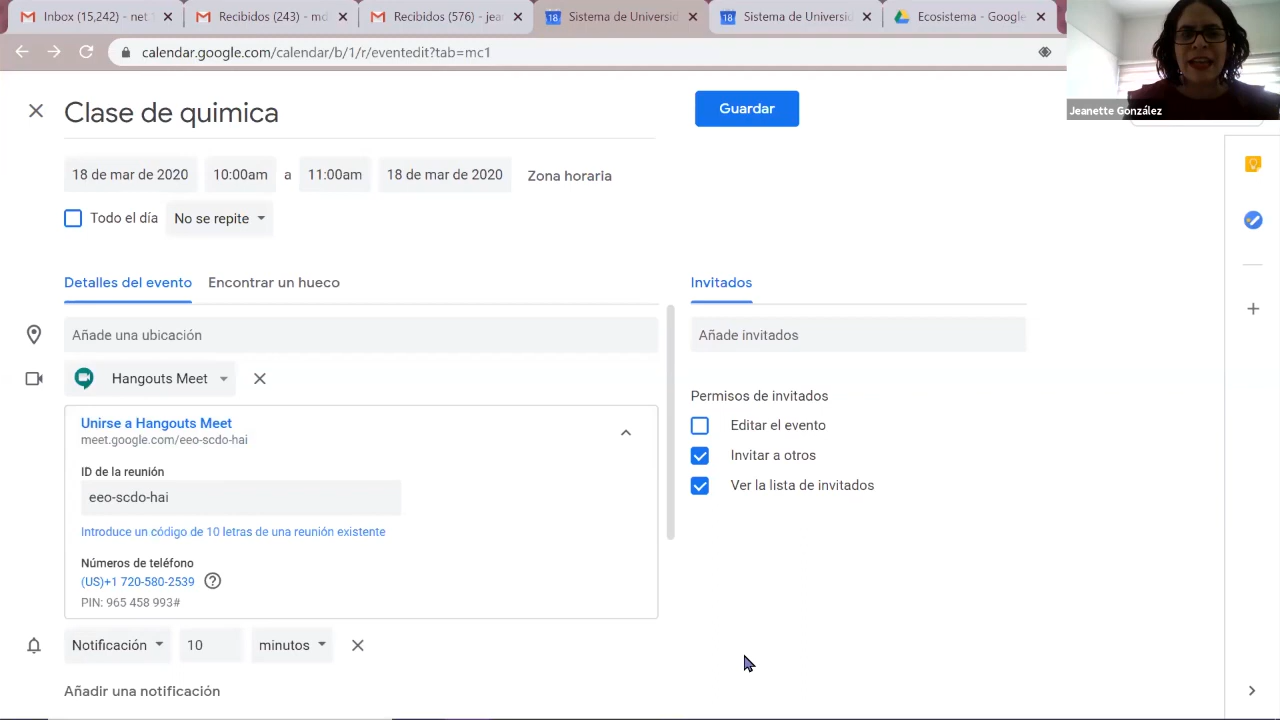 Inbox (15,242) - net
Recibidos (243) - md
Recibidos (576) - jea
Sistema de Universid
Sistema de Universi
Ecosistema - Google
calendar.google.com/calendar/b/1/r/eventedit?tab=mc1
Jeanette González
Clase de quimica
Guardar
18 de mar de 2020 10:00am a 11:00am 18 de mar de 2020 Zona horaria
Todo el día No se repite
Detalles del evento Encontrar un hueco
Invitados
Añade una ubicación
Añade invitados
Hangouts Meet
Unirse a Hangouts Meet
meet.google.com/eeo-scdo-hai
ID de la reunión
eeo-scdo-hai
Introduce un código de 10 letras de una reunión existente
Números de teléfono
(US)+1 720-580-2539
PIN: 965 458 993#
Permisos de invitados
Editar el evento
Invitar a otros
Ver la lista de invitados
Notificación 10 minutos
Añadir una notificación